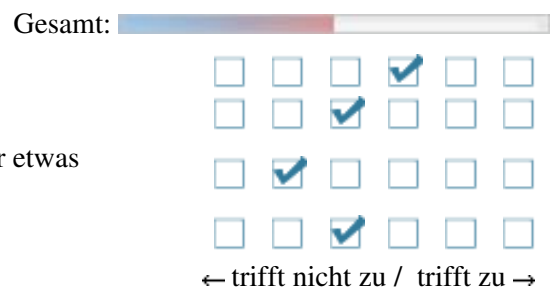 Gesamt:
r etwas
← trifft nicht zu / trifft zu →